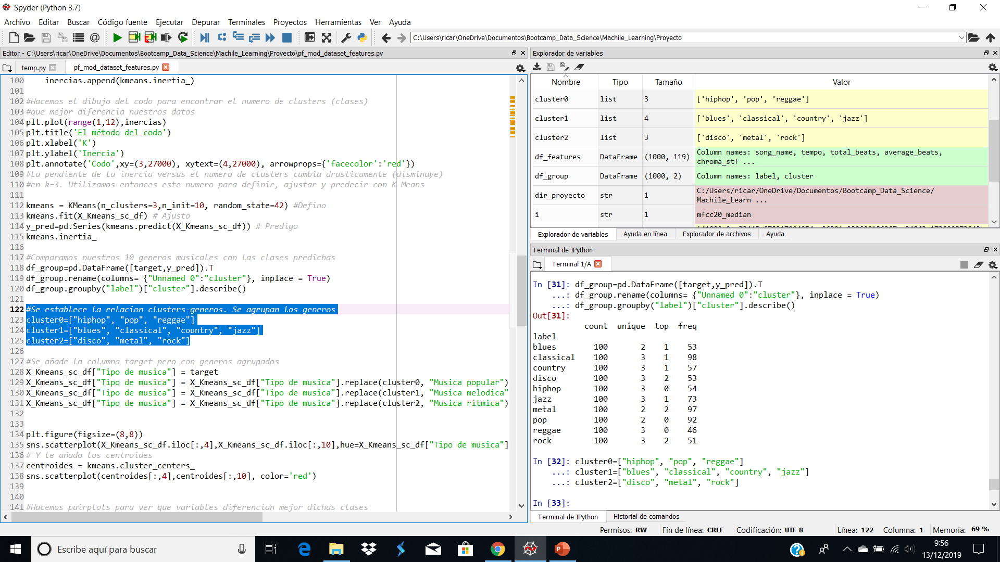 Spyder (Python 3.7)
Archivo Editar Buscar Código fuente Ejecutar Depurar Terminales Proyectos Herramientas Ver Ayuda
C:\Users\ricar\OneDrive\Documentos\Bootcamp_Data_Science\Machile_Learning\Proyecto
Editor - C:\Users\ricar\OneDrive\Documentos\Bootcamp_Data_Science\Machile_Learning\Proyecto\pf_mod_dataset_features.py
temp.py pf_mod_dataset_features.py
100 inercias.append(kmeans.inertia_)
101
102 #Hacemos el dibujo del codo para encontrar el numero de clusters (clases)
103 #que mejor diferencia nuestros datos
104 plt.plot(range(1,12),inercias)
105 plt.title('El método del codo')
106 plt.xlabel('K')
107 plt.ylabel('Inercia')
108 plt.annotate('Codo',xy=(3,27000), xytext=(4,27000), arrowprops={'facecolor':'red'})
109 #La pendiente de la inercia versus el numero de clusters cambia drasticamente (disminuye)
110 #en k=3. Utilizamos entonces este numero para definir, ajustar y predecir con K-Means
111
112 kmeans = KMeans(n_clusters=3,n_init=10, random_state=42) #Defino
113 kmeans.fit(X_Kmeans_sc_df) # Ajusto
114 y_pred=pd.Series(kmeans.predict(X_Kmeans_sc_df)) # Predigo
115 kmeans.inertia_
116
117 #Comparamos nuestros 10 generos musicales con las clases predichas
118 df_group=pd.DataFrame([target,y_pred]).T
119 df_group.rename(columns= {"Unnamed 0":"cluster"}, inplace = True)
120 df_group.groupby("label")["cluster"].describe()
121
122 #Se establece la relacion clusters-generos. Se agrupan los generos
123 cluster0=["hiphop", "pop", "reggae"]
124 cluster1=["blues", "classical", "country", "jazz"]
125 cluster2=["disco", "metal", "rock"]
126
127 #Se añade la columna target pero con generos agrupados
128 X_Kmeans_sc_df["Tipo de musica"] = target
129 X_Kmeans_sc_df["Tipo de musica"] = X_Kmeans_sc_df["Tipo de musica"].replace(cluster0, "Musica popular")
130 X_Kmeans_sc_df["Tipo de musica"] = X_Kmeans_sc_df["Tipo de musica"].replace(cluster1, "Musica melodica"
131 X_Kmeans_sc_df["Tipo de musica"] = X_Kmeans_sc_df["Tipo de musica"].replace(cluster2, "Musica ritmica")
132
133
134 plt.figure(figsize=(8,8))
135 sns.scatterplot(X_Kmeans_sc_df.iloc[:,4],X_Kmeans_sc_df.iloc[:,10],hue=X_Kmeans_sc_df["Tipo de musica"]
136 # Y le añado los centroides
137 centroides = kmeans.cluster_centers_
138 sns.scatterplot(centroides[:,4],centroides[:,10], color='red')
139
140
141 #Hacemos pairplots para ver que variables diferencian mejor dichas clases
Explorador de variables
Nombre Tipo Tamaño Valor
cluster0 list 3 ['hiphop', 'pop', 'reggae']
cluster1 list 4 ['blues', 'classical', 'country', 'jazz']
cluster2 list 3 ['disco', 'metal', 'rock']
df_features DataFrame (1000, 119) Column names: song_name, tempo, total_beats, average_beats,
chroma_stf ...
df_group DataFrame (1000, 2) Column names: label, cluster
dir_proyecto str 1 C:/Users/ricar/OneDrive/Documentos/Bootcamp_Data_Science/
Machile_Learn ...
i str 1 mfcc20_median
Explorador de variables Ayuda en línea Explorador de archivos Ayuda
Terminal de IPython
Terminal 1/A
In [31]: df_group=pd.DataFrame([target,y_pred]).T
...: df_group.rename(columns= {"Unnamed 0":"cluster"}, inplace = True)
...: df_group.groupby("label")["cluster"].describe()
Out[31]:
count unique top freq
label
blues 100 2 1 53
classical 100 3 1 98
country 100 3 1 57
disco 100 3 2 53
hiphop 100 3 0 54
jazz 100 3 1 73
metal 100 2 2 97
pop 100 2 0 92
reggae 100 3 0 46
rock 100 3 2 51
In [32]: cluster0=["hiphop", "pop", "reggae"]
...: cluster1=["blues", "classical", "country", "jazz"]
...: cluster2=["disco", "metal", "rock"]
In [33]:
Terminal de IPython Historial de comandos
Permisos: RW Fin de línea: CRLF Codificación: UTF-8 Línea: 122 Columna: 1 Memoria: 69 %
Escribe aquí para buscar
9:56
13/12/2019